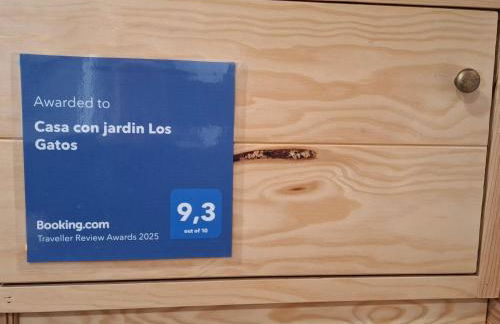 Awarded to
Casa con jardin Los
Gatos
9,3
out of 10
Booking.com
Traveller Review Awards 2025